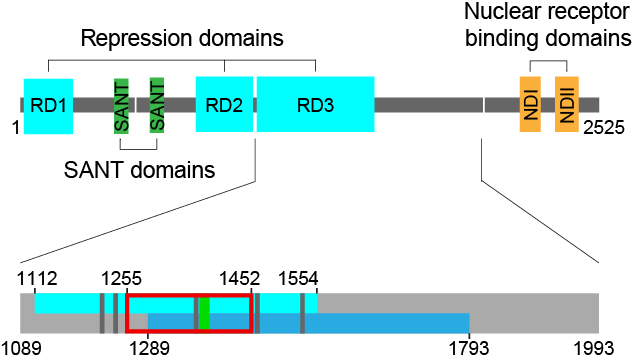 Nuclear receptor
binding domains
Repression domains
RD1
SANT
SANT
RD2
RD3
NDI
NDII
1
2525
SANT domains
1112
1255
1452
1554
1089
1289
1793
1993